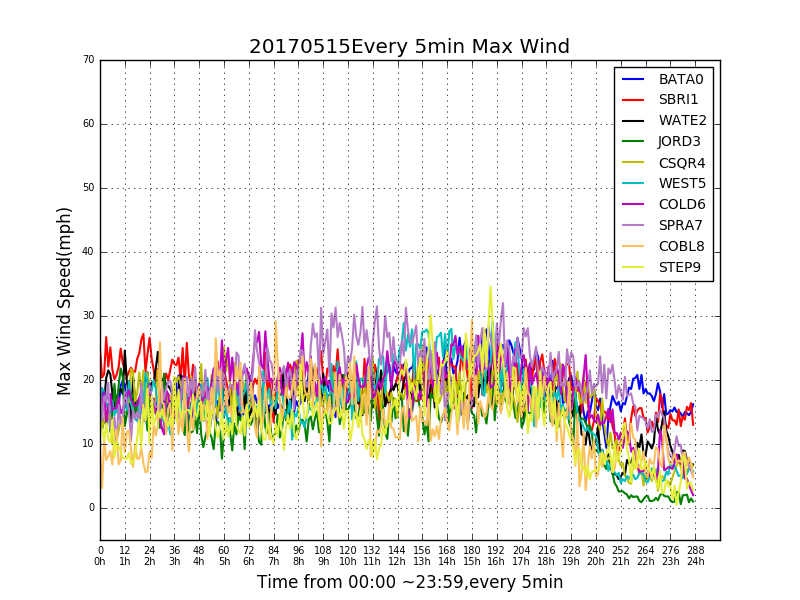 20170515Every 5min Max Wind
70
60
50
40
30
20
10
0
Max Wind Speed(mph)
BATA0
SBRI1
WATE2
JORD3
CSQR4
WEST5
COLD6
SPRA7
COBL8
STEP9
0 12 24 36 48 60 72 84 96 108 120 132 144 156 168 180 192 204 216 228 240 252 264 276 288
0h 1h 2h 3h 4h 5h 6h 7h 8h 9h 10h 11h 12h 13h 14h 15h 16h 17h 18h 19h 20h 21h 22h 23h 24h
Time from 00:00 ~23:59,every 5min